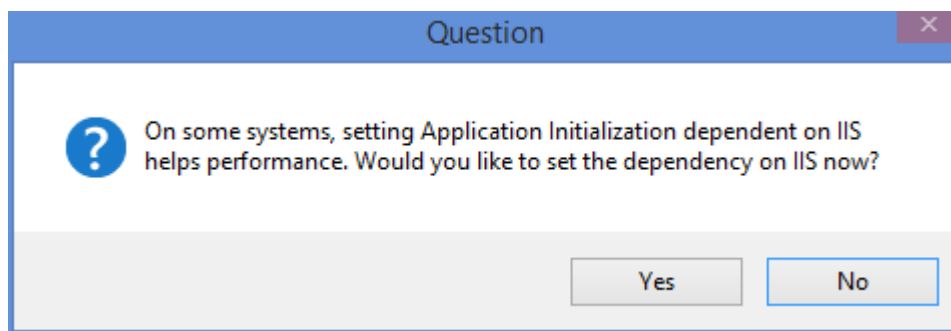 Question
On some systems, setting Application Initialization dependent on IIS
helps performance. Would you like to set the dependency on IIS now?
Yes
No